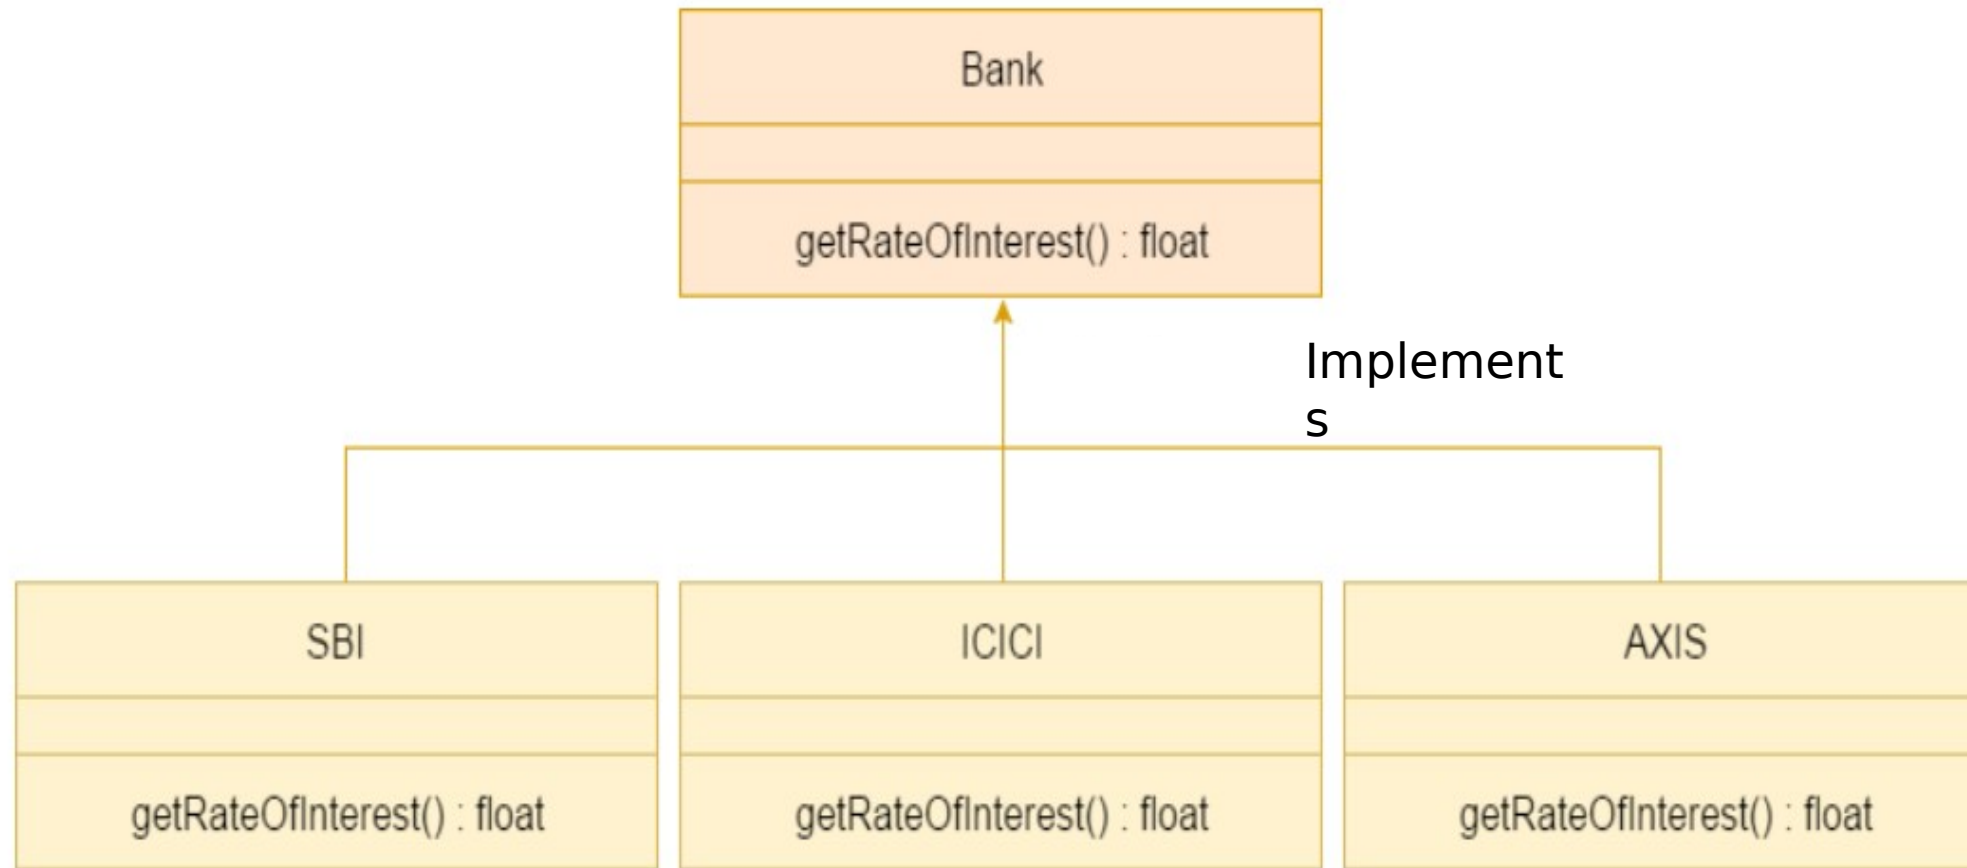 Bank
getRateOfInterest() : float
Implement
s
SBI
ICICI
AXIS
getRateOfInterest() : float
getRateOfInterest() : float
getRateOfInterest() : float